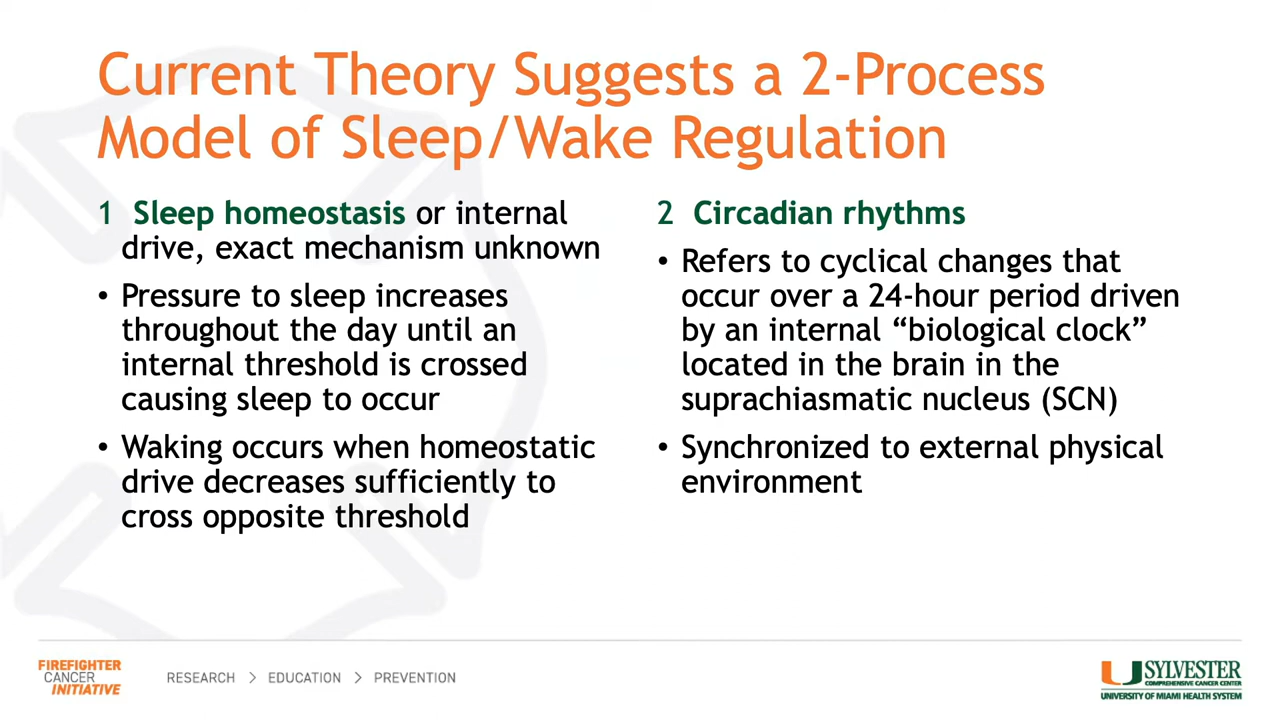 Current Theory Suggests a 2-Process
Model of Sleep/Wake Regulation
1 Sleep homeostasis or internal
drive, exact mechanism unknown
• Pressure to sleep increases
throughout the day until an
internal threshold is crossed
causing sleep to occur
• Waking occurs when homeostatic
drive decreases sufficiently to
cross opposite threshold
2 Circadian rhythms
• Refers to cyclical changes that
occur over a 24-hour period driven
by an internal “biological clock”
located in the brain in the
suprachiasmatic nucleus (SCN)
• Synchronized to external physical
environment
FIREFIGHTER
CANCER
INITIATIVE
RESEARCH > EDUCATION > PREVENTION
SYLVESTER
COMPREHENSIVE CANCER CENTER
UNIVERSITY OF MIAMI HEALTH SYSTEM